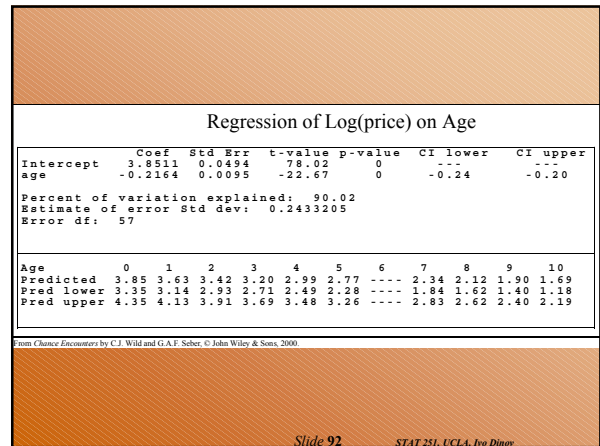 Regression of Log(price) on Age
Coef Std Err t-value p-value CI lower CI upper
Intercept 3.8511 0.0494 78.02 0 --- ---
age -0.2164 0.0095 -22.67 0 -0.24 -0.20
Percent of variation explained: 90.02
Estimate of error Std dev: 0.2433205
Error df: 57
Age 0 1 2 3 4 5 6 7 8 9 10
Predicted 3.85 3.63 3.42 3.20 2.99 2.77 ---- 2.34 2.12 1.90 1.69
Pred lower 3.35 3.14 2.93 2.71 2.49 2.28 ---- 1.84 1.62 1.40 1.18
Pred upper 4.35 4.13 3.91 3.69 3.48 3.26 ---- 2.83 2.62 2.40 2.19
From Chance Encounters by C.J. Wild and G.A.F. Seber, © John Wiley & Sons, 2000.
Slide 92 STAT 251, UCLA, Ivo Dinov